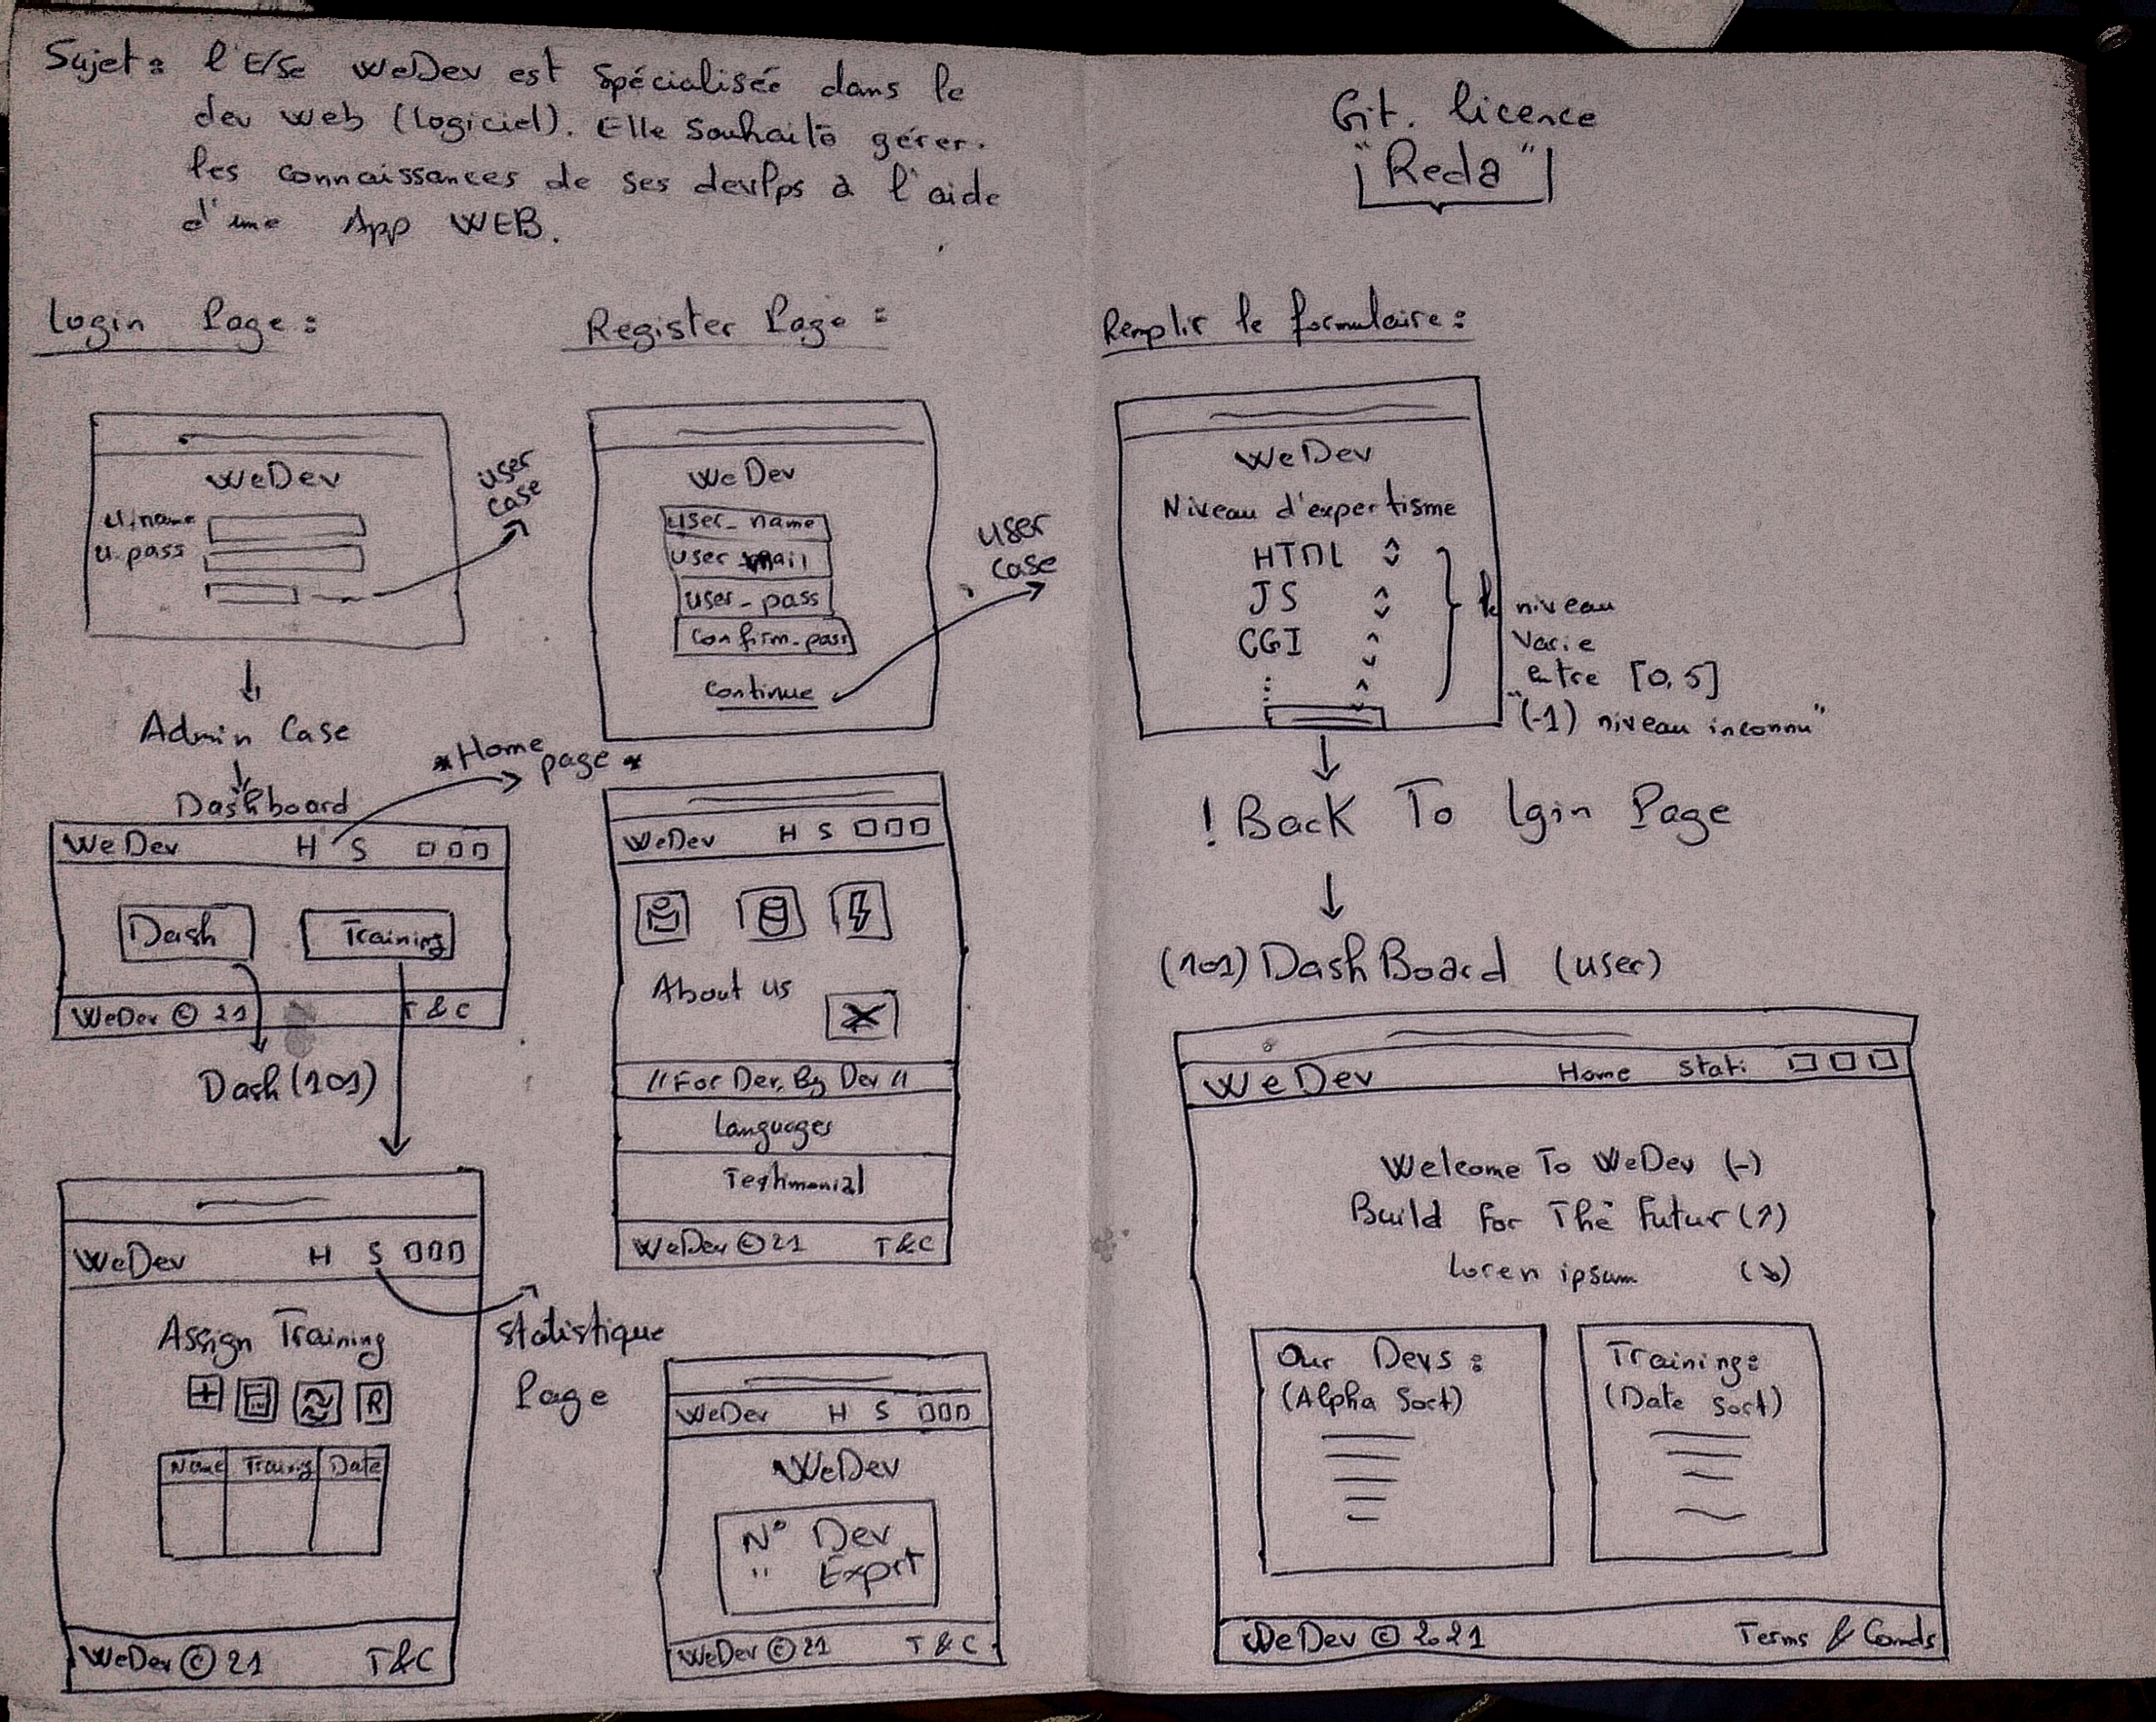 Sujet: l'E/Se WeDev est spécialisée dans le
dev web (logiciel). Elle souhaite gérer.
les connaissances de ses devlps à l'aide
d'une App WEB.
Git. licence
"Reda"
Login Page:
WeDev
u.name
u.pass
user
case
Admin Case
Dashboard
*Home
page*
WeDev H S
Dash Training
WeDev © 21 T&C
Dash (101)
WeDev H S
Assign Training
+ R
Name Training Date
WeDev © 21 T&C
Statistique
Page
Register Page:
WeDev
user_name
user_mail
user_pass
Confirm_pass
Continue
user
case
WeDev H S
About us
// For Dev, By Dev //
Languages
Testimonial
WeDev © 21 T&C
WeDev H S
WeDev
N° Dev
" Exprt
WeDev © 21 T&C
Remplir le formulaire:
WeDev
Niveau d'expertisme
HTML
JS
CGI
le niveau
varie
entre [0,5]
"(-1) niveau inconnu"
! Back To lgin Page
(101) DashBoard (user)
WeDev Home Stati
Welcome To WeDev (-)
Build for The futur (1)
loren ipsum
Our Devs:
(Alpha Sort)
Training:
(Date Sort)
WeDev © 2021 Terms & Conds